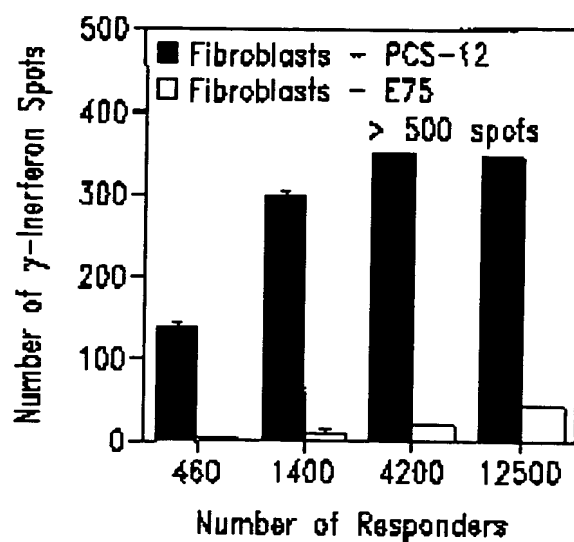 500
400
300
200
100
0
Number of γ-Inerferon Spots
Fibroblasts - PCS-12
Fibroblasts - E75
> 500 spots
460
1400
4200
12500
Number of Responders